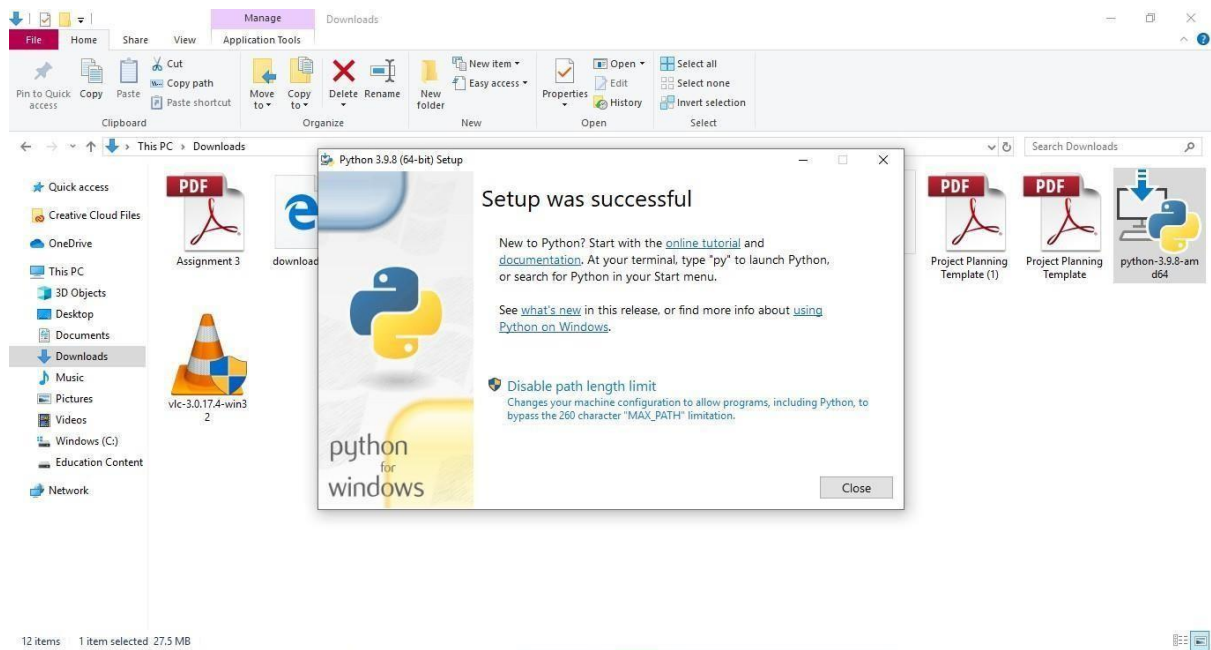 Manage
Downloads
File Home Share View Application Tools
Pin to Quick access
Copy
Paste
Cut
Copy path
Paste shortcut
Clipboard
Move to
Copy to
Delete
Rename
Organize
New folder
New item
Easy access
New
Properties
Open
Edit
History
Open
Select all
Select none
Invert selection
Select
This PC > Downloads
Search Downloads
Quick access
Creative Cloud Files
OneDrive
This PC
3D Objects
Desktop
Documents
Downloads
Music
Pictures
Videos
Windows (C:)
Education Content
Network
PDF
Assignment 3
download
vlc-3.0.17.4-win3
2
Python 3.9.8 (64-bit) Setup
Setup was successful
New to Python? Start with the online tutorial and
documentation. At your terminal, type "py" to launch Python,
or search for Python in your Start menu.
See what's new in this release, or find more info about using
Python on Windows.
Disable path length limit
Changes your machine configuration to allow programs, including Python, to
bypass the 260 character "MAX_PATH" limitation.
python
for
windows
Close
PDF
Project Planning
Template (1)
PDF
Project Planning
Template
python-3.9.8-am
d64
12 items 1 item selected 27.5 MB